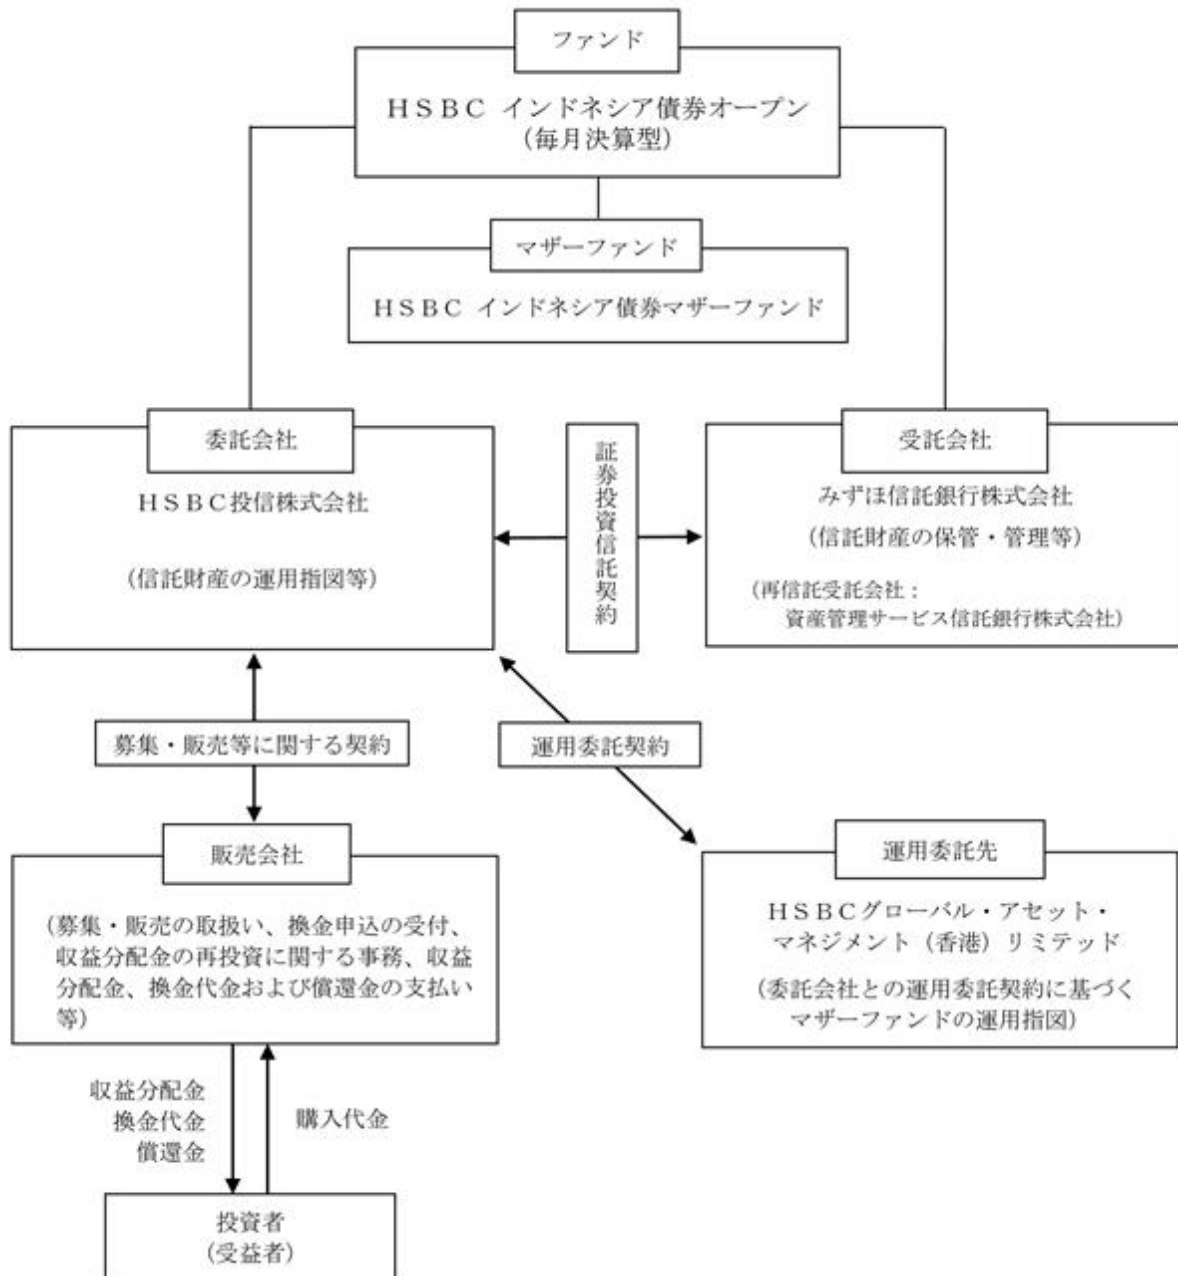 ファンド
ＨＳＢＣ インドネシア債券オープン
（毎月決算型）
マザーファンド
ＨＳＢＣ インドネシア債券マザーファンド
委託会社
ＨＳＢＣ投信株式会社
（信託財産の運用指図等）
証券投資信託契約
受託会社
みずほ信託銀行株式会社
（信託財産の保管・管理等）
（再信託受託会社：
資産管理サービス信託銀行株式会社）
募集・販売等に関する契約
運用委託契約
販売会社
（募集・販売の取扱い、換金申込の受付、
収益分配金の再投資に関する事務、収益
分配金、換金代金および償還金の支払い
等）
運用委託先
ＨＳＢＣグローバル・アセット・
マネジメント（香港）リミテッド
（委託会社との運用委託契約に基づく
マザーファンドの運用指図）
収益分配金
換金代金
償還金
購入代金
投資者
（受益者）